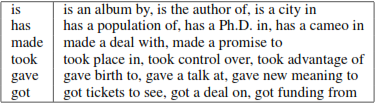 is is an album by, is the author of, is a city in
has has a population of, has a Ph.D. in, has a cameo in
made made a deal with, made a promise to
took took place in, took control over, took advantage of
gave gave birth to, gave a talk at, gave new meaning to
got got tickets to see, got a deal on, got funding from